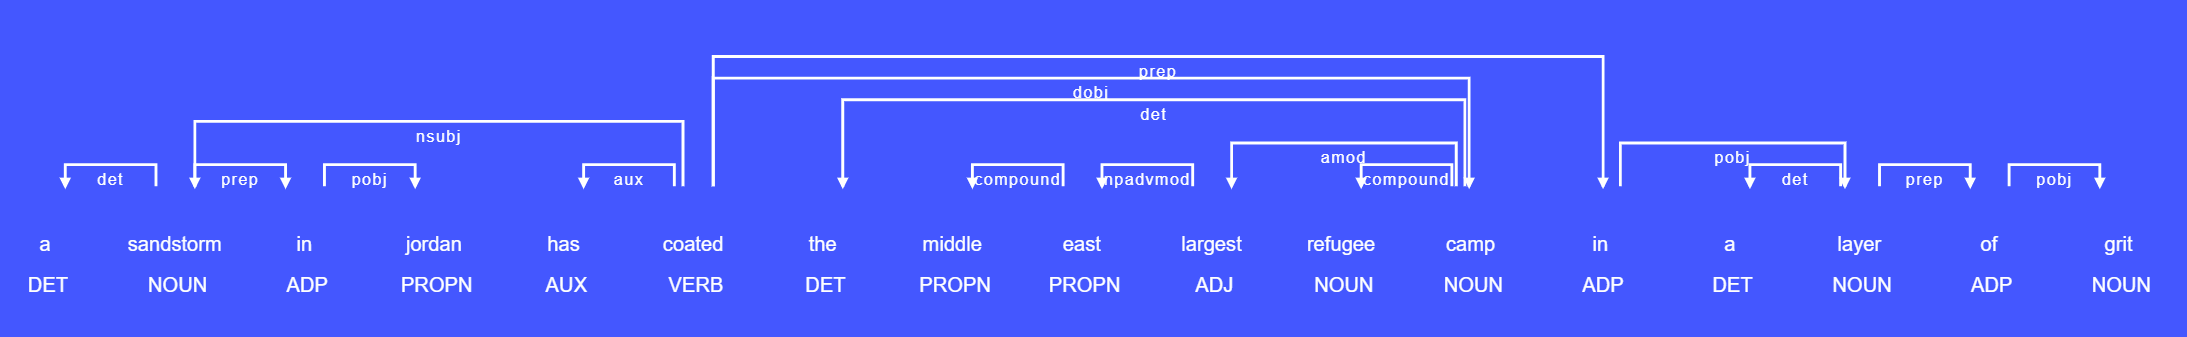 prep
dobj
det
nsubj
amod pobj
det prep pobj aux compound npadvmod compound det prep pobj
a sandstorm in jordan has coated the middle east largest refugee camp in a layer of grit
DET NOUN ADP PROPN AUX VERB DET PROPN PROPN ADJ NOUN NOUN ADP DET NOUN ADP NOUN